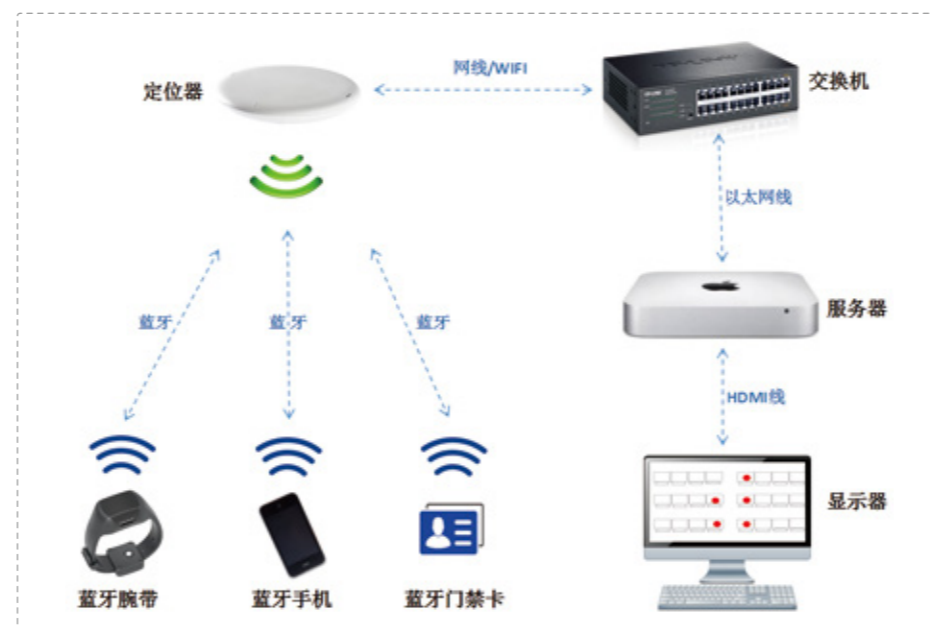 定位器
网线/WIFI
交换机
以太网线
服务器
蓝牙
蓝牙
蓝牙
HDMI线
显示器
蓝牙腕带
蓝牙手机
蓝牙门禁卡